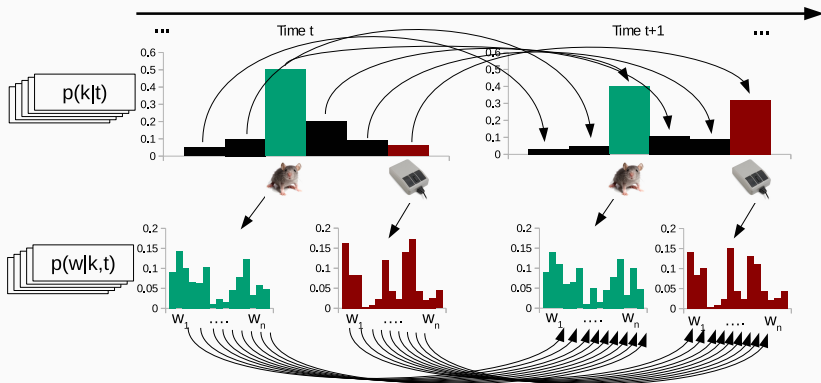 ... Time t Time t+1 ...
0.6 0.6
0.5 0.5
p(k|t) 0.4 0.4
0.3 0.3
0.2 0.2
0.1 0.1
0 0
0.2 0.2 0.2 0.2
0.15 0.15 0.15 0.15
p(w|k,t) 0.1 0.1 0.1 0.1
0.05 0.05 0.05 0.05
0 0 0 0
w1 .... wn w1 .... wn w1 .... wn w1 .... wn